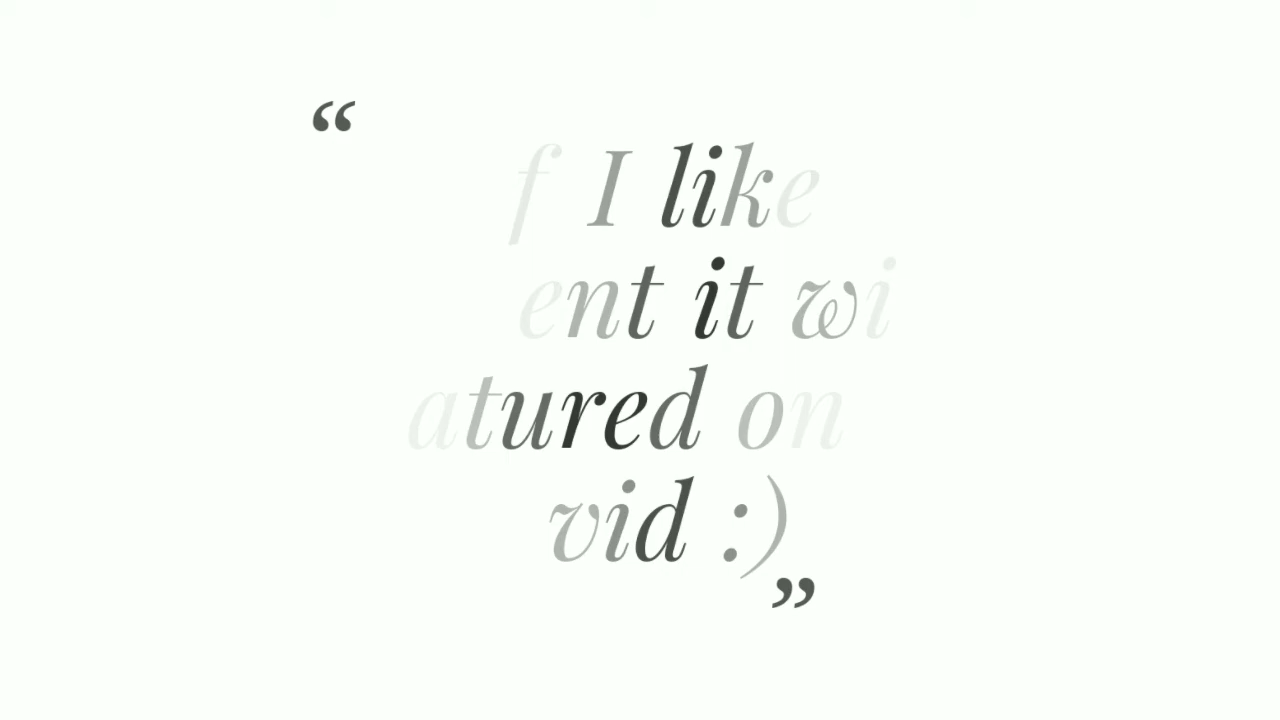 “
f I like
ent it wi
atured on
vid :)
”